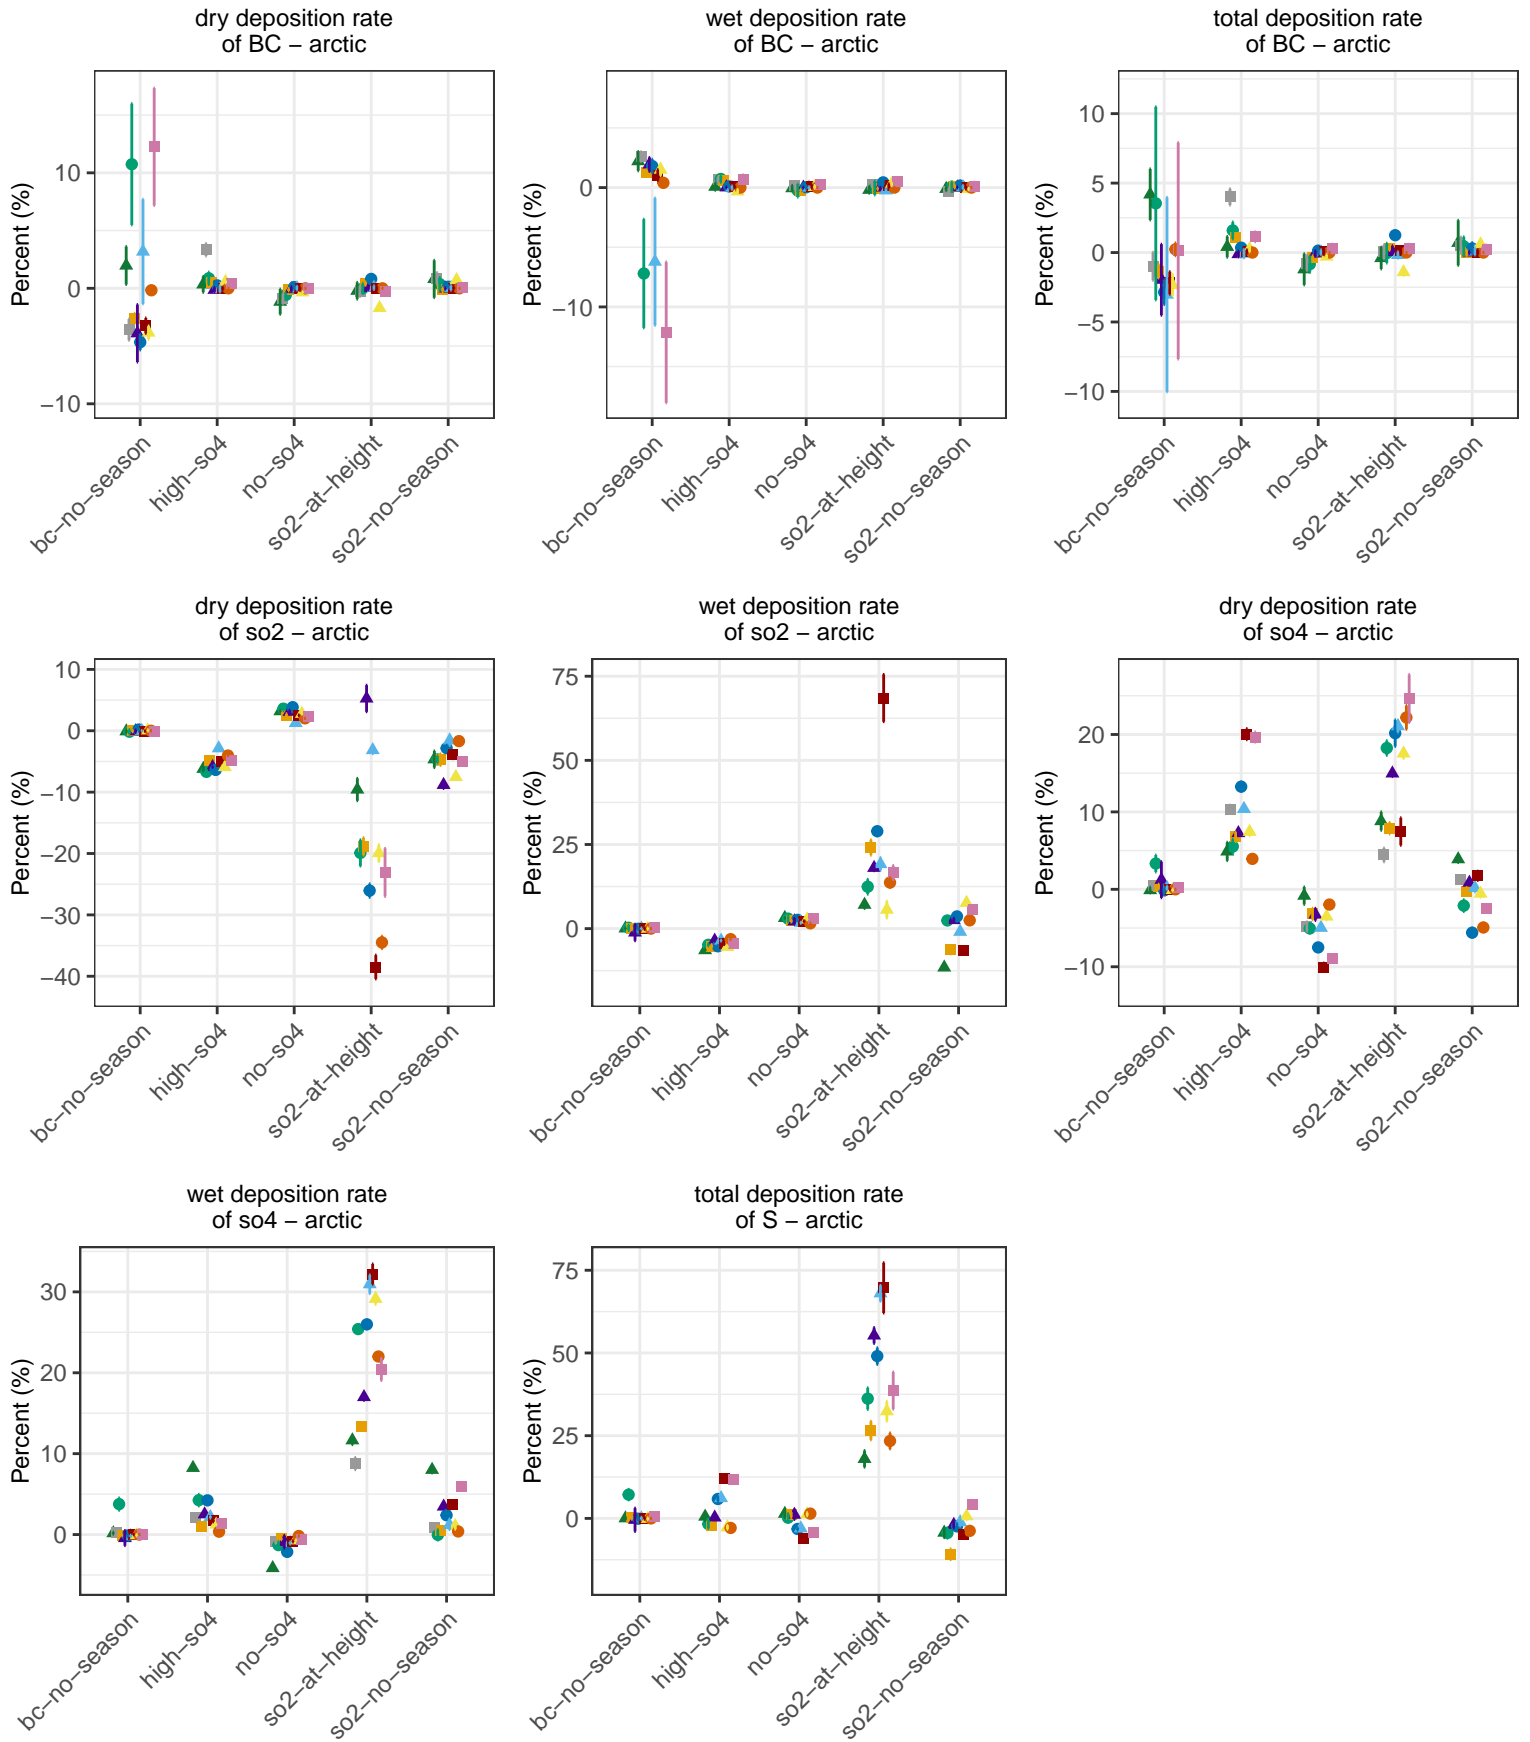 dry deposition rate
of BC − arctic
Percent (%)
10
0
−10
bc−no−season
high−so4
no−so4
so2−at−height
so2−no−season
wet deposition rate
of BC − arctic
Percent (%)
0
−10
bc−no−season
high−so4
no−so4
so2−at−height
so2−no−season
total deposition rate
of BC − arctic
Percent (%)
10
5
0
−5
−10
bc−no−season
high−so4
no−so4
so2−at−height
so2−no−season
dry deposition rate
of so2 − arctic
Percent (%)
10
0
−10
−20
−30
−40
bc−no−season
high−so4
no−so4
so2−at−height
so2−no−season
wet deposition rate
of so2 − arctic
Percent (%)
75
50
25
0
bc−no−season
high−so4
no−so4
so2−at−height
so2−no−season
dry deposition rate
of so4 − arctic
Percent (%)
20
10
0
−10
bc−no−season
high−so4
no−so4
so2−at−height
so2−no−season
wet deposition rate
of so4 − arctic
Percent (%)
30
20
10
0
bc−no−season
high−so4
no−so4
so2−at−height
so2−no−season
total deposition rate
of S − arctic
Percent (%)
75
50
25
0
bc−no−season
high−so4
no−so4
so2−at−height
so2−no−season